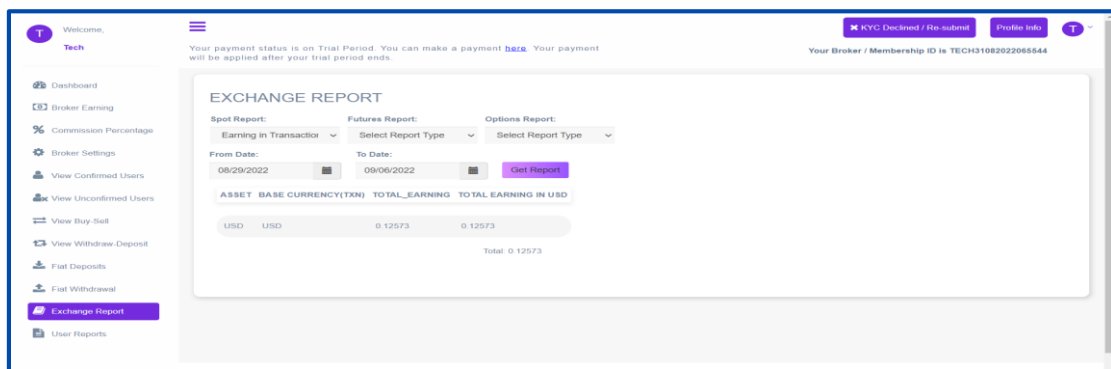 T
Welcome,
Tech
Dashboard
Broker Earning
Commission Percentage
Broker Settings
View Confirmed Users
View Unconfirmed Users
View Buy-Sell
View Withdraw-Deposit
Fiat Deposits
Fiat Withdrawal
Exchange Report
User Reports
Your payment status is on Trial Period. You can make a payment here. Your payment
will be applied after your trial period ends.
KYC Declined / Re-submit
Profile Info
T
Your Broker / Membership ID is TECH31082022065544
EXCHANGE REPORT
Spot Report: Futures Report: Options Report:
Earning in Transaction Select Report Type Select Report Type
From Date: To Date:
08/29/2022 09/06/2022 Get Report
ASSET BASE CURRENCY(TXN) TOTAL_EARNING TOTAL EARNING IN USD
USD USD 0.12573 0.12573
Total: 0.12573